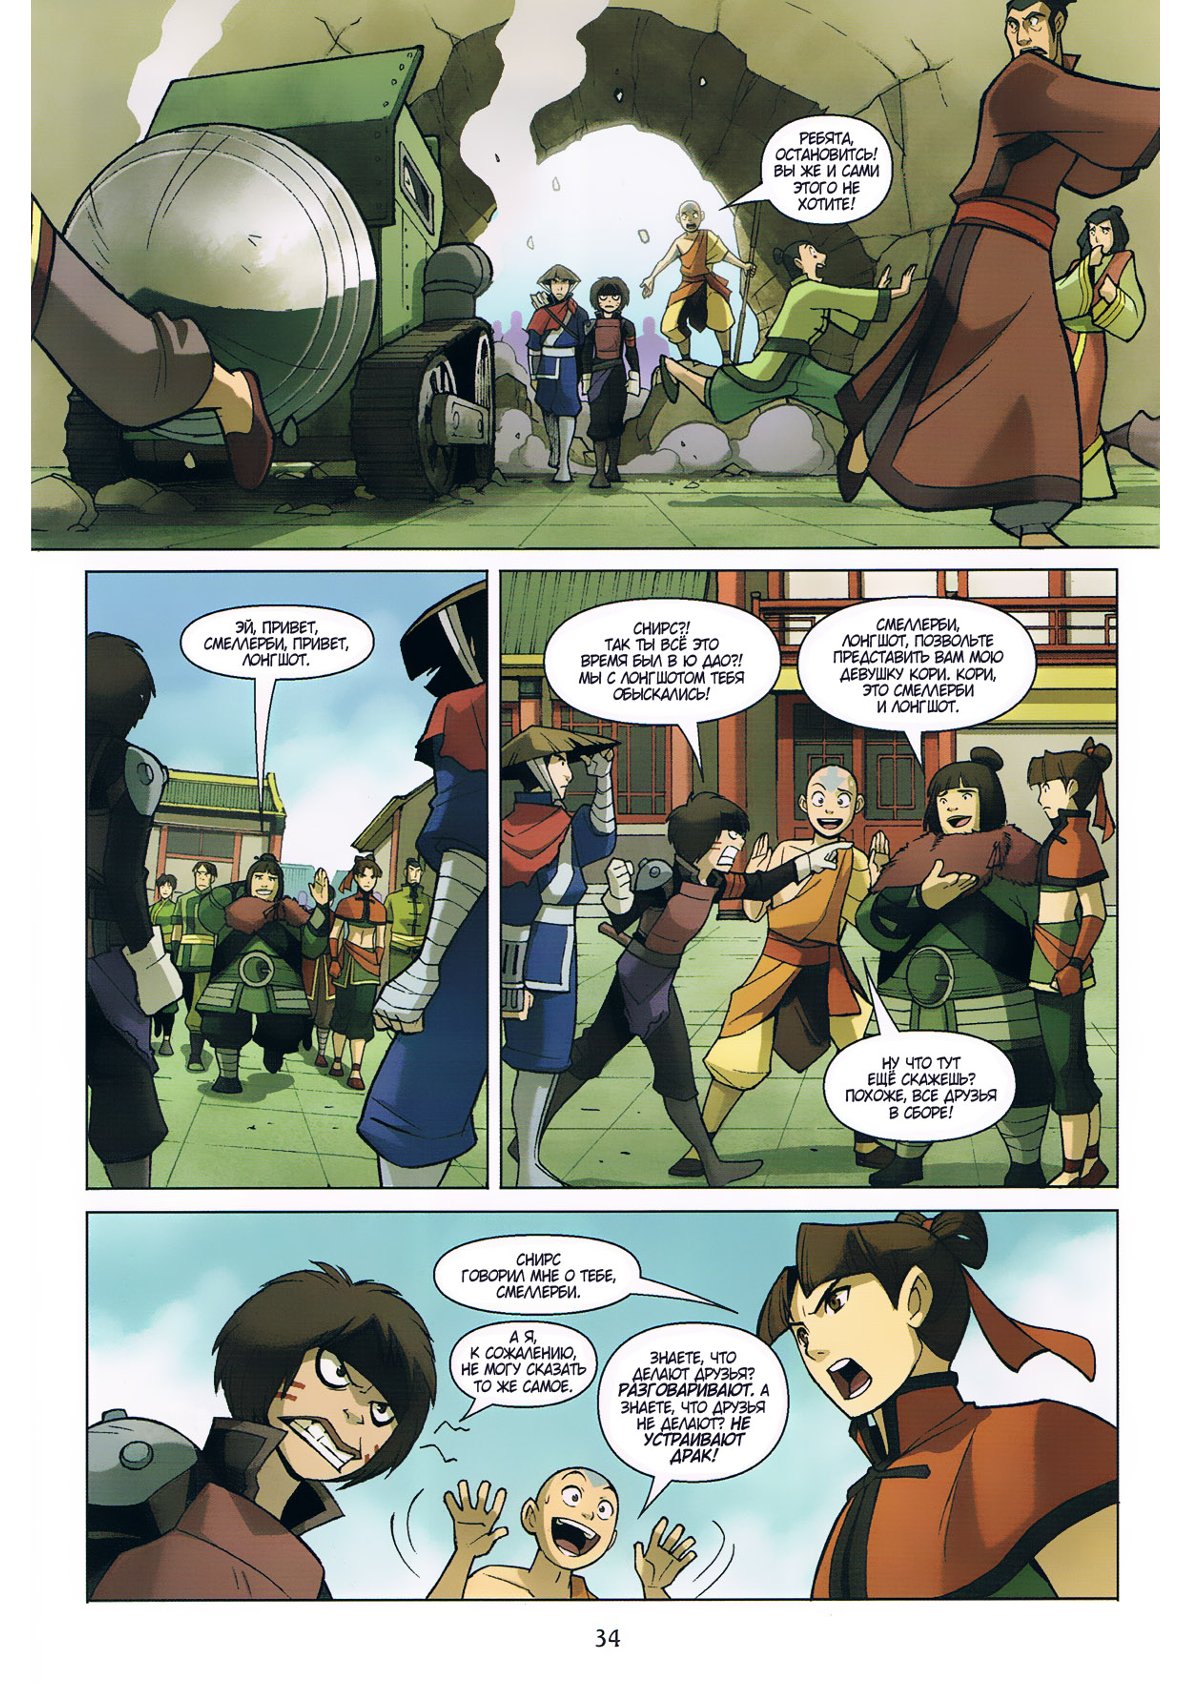 РЕБЯТА,
ОСТАНОВИТСЬ!
ВЫ ЖЕ И САМИ
ЭТОГО НЕ
ХОТИТЕ!
ЭЙ, ПРИВЕТ,
СМЕЛЛЕРБИ, ПРИВЕТ,
ЛОНГШОТ.
СНИРС?!
ТАК ТЫ ВСЁ ЭТО
ВРЕМЯ БЫЛ В Ю ДАО?!
МЫ С ЛОНГШОТОМ ТЕБЯ
ОБЫСКАЛИСЬ!
СМЕЛЛЕРБИ,
ЛОНГШОТ, ПОЗВОЛЬТЕ
ПРЕДСТАВИТЬ ВАМ МОЮ
ДЕВУШКУ КОРИ. КОРИ,
ЭТО СМЕЛЛЕРБИ
И ЛОНГШОТ.
НУ ЧТО ТУТ
ЕЩЁ СКАЖЕШЬ?
ПОХОЖЕ, ВСЕ ДРУЗЬЯ
В СБОРЕ!
СНИРС
ГОВОРИЛ МНЕ О ТЕБЕ,
СМЕЛЛЕРБИ.
А Я,
К СОЖАЛЕНИЮ,
НЕ МОГУ СКАЗАТЬ
ТО ЖЕ САМОЕ.
ЗНАЕТЕ, ЧТО
ДЕЛАЮТ ДРУЗЬЯ?
РАЗГОВАРИВАЮТ. А
ЗНАЕТЕ, ЧТО ДРУЗЬЯ
НЕ ДЕЛАЮТ? НЕ
УСТРАИВАЮТ
ДРАК!
34